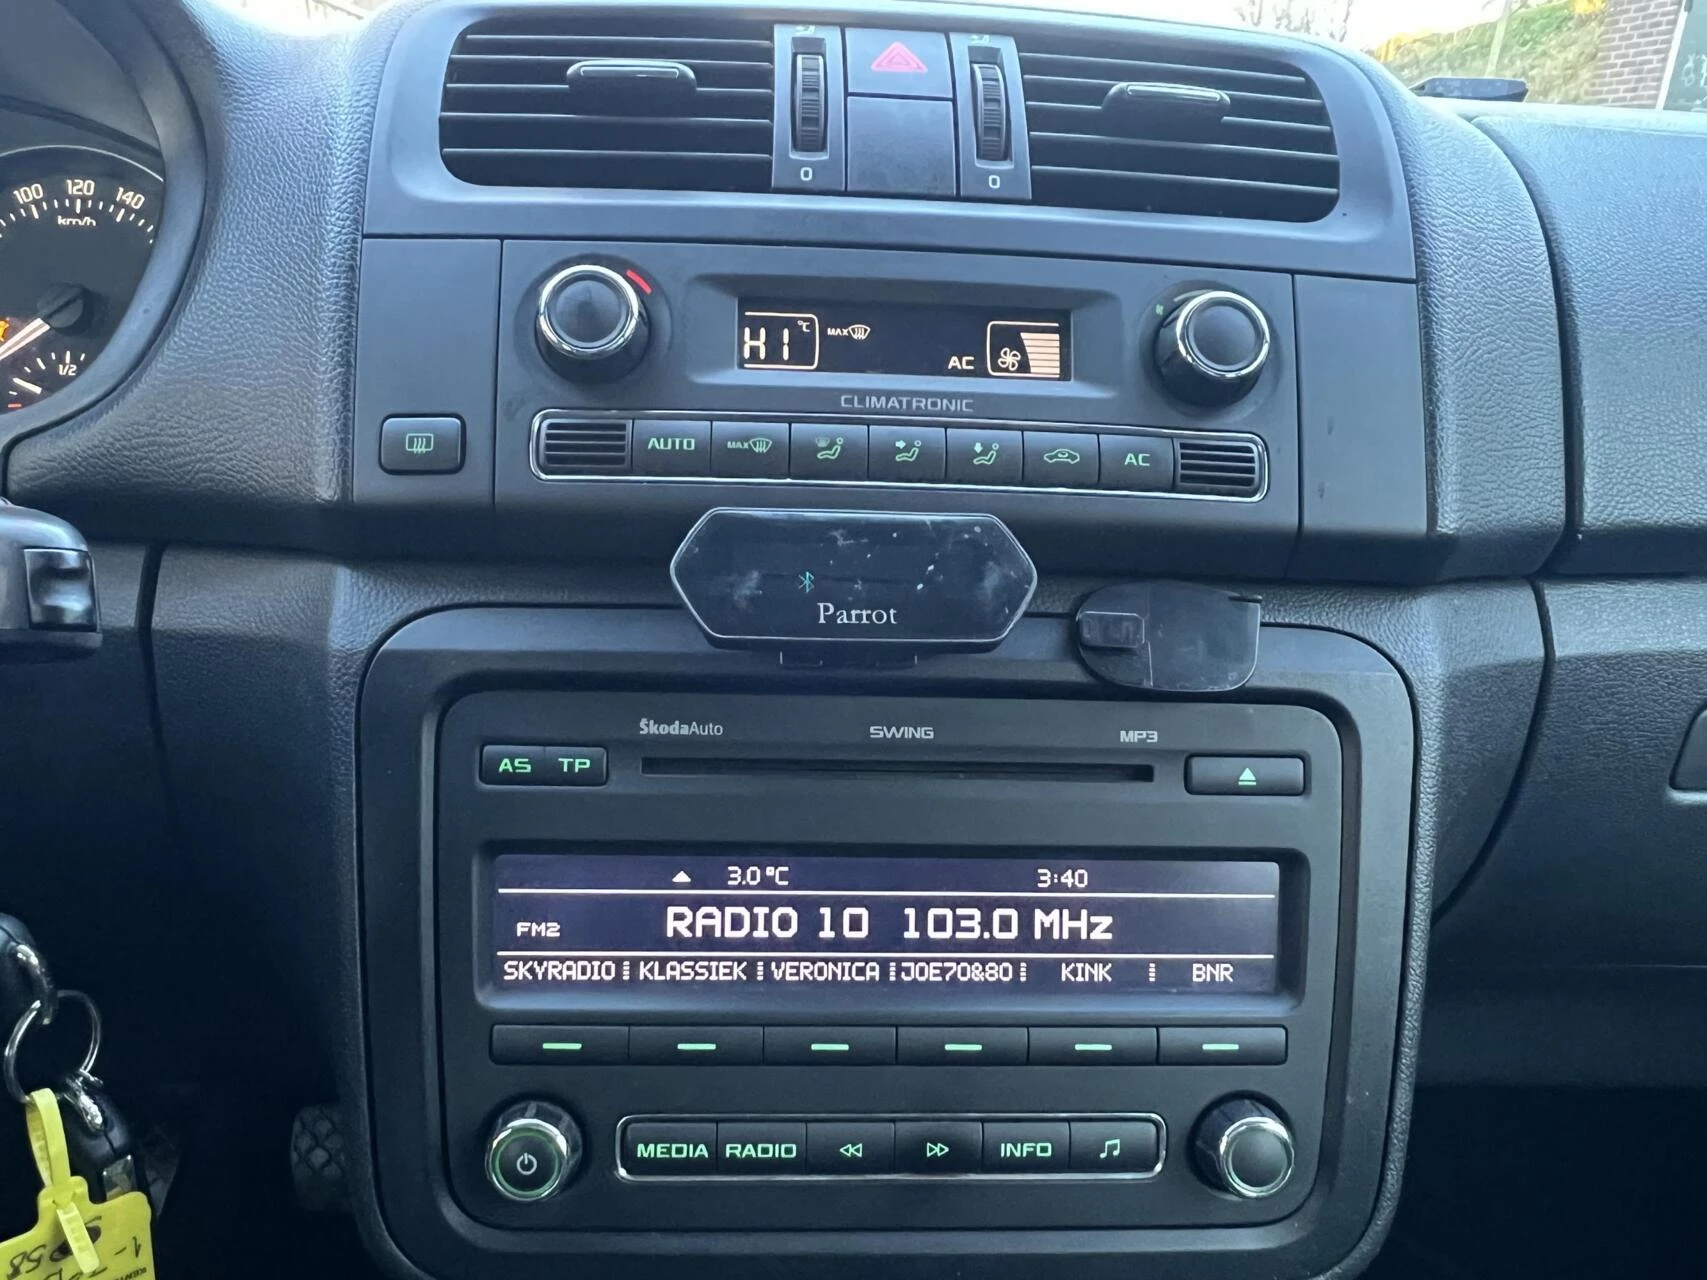 100 120 140
km/h
1/2
0
0
HI °C MAX
AC
CLIMATRONIC
AUTO MAX AC
Parrot
ŠkodaAuto SWING MP3
AS TP
3.0 °C 3:40
FM2 RADIO 10 103.0 MHz
SKYRADIO KLASSIEK VERONICA JOE70&80 KINK BNR
MEDIA RADIO INFO